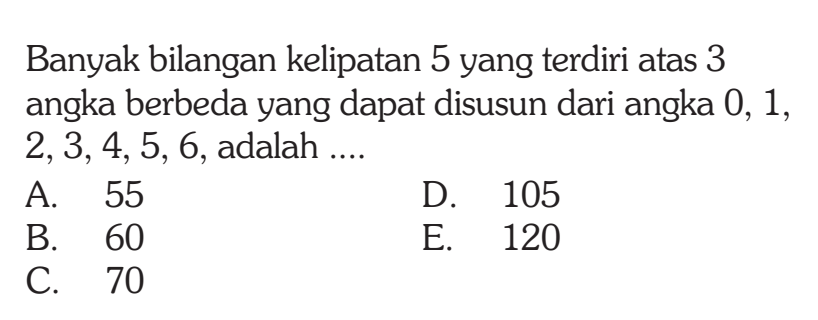 Banyak bilangan kelipatan 5 yang terdiri atas 3
angka berbeda yang dapat disusun dari angka 0, 1,
2, 3, 4, 5, 6, adalah ....
A. 55 D. 105
B. 60 E. 120
C. 70